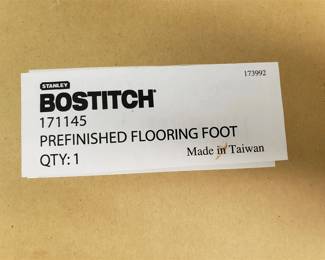 173992
STANLEY
BOSTITCH
171145
PREFINISHED FLOORING FOOT
QTY: 1
Made in Taiwan